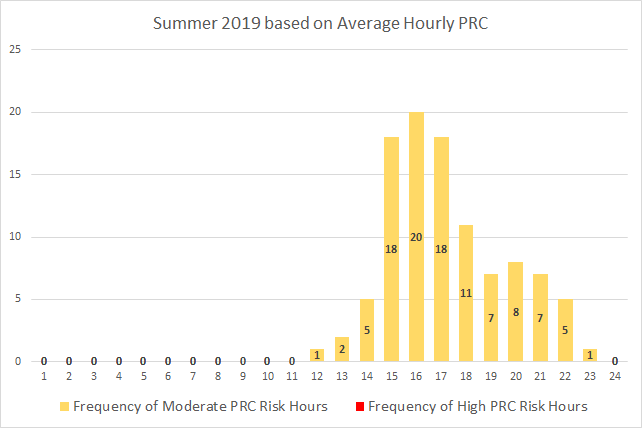 Summer 2019 based on Average Hourly PRC
25
20
15
10
5
0
0 0 0 0 0 0 0 0 0 0 0 1 2 5 18 20 18 11 7 8 7 5 1 0
1 2 3 4 5 6 7 8 9 10 11 12 13 14 15 16 17 18 19 20 21 22 23 24
Frequency of Moderate PRC Risk Hours Frequency of High PRC Risk Hours